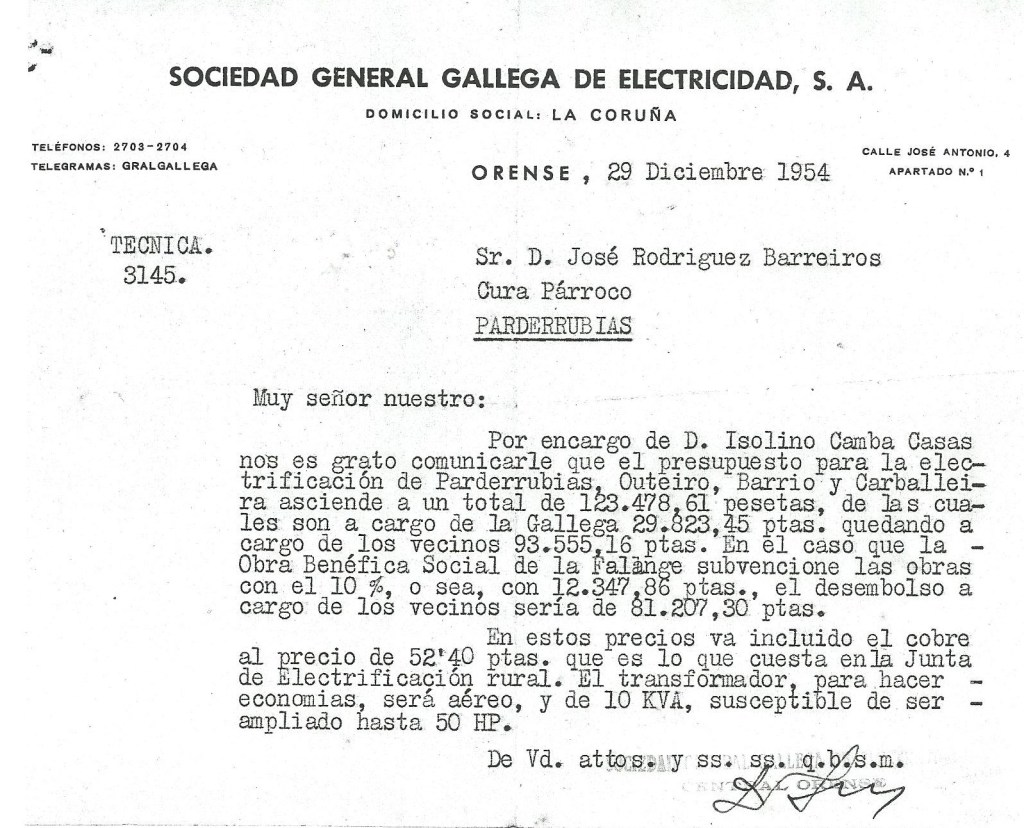 SOCIEDAD GENERAL GALLEGA DE ELECTRICIDAD, S. A.
DOMICILIO SOCIAL: LA CORUÑA
TELÉFONOS: 2703-2704
TELEGRAMAS: GRALGALLEGA
CALLE JOSÉ ANTONIO, 4
APARTADO N.º 1
ORENSE, 29 Diciembre 1954
TECNICA.
3145.
Sr. D. José Rodriguez Barreiros
Cura Párroco
PARDERRUBIAS
Muy señor nuestro:
Por encargo de D. Isolino Camba Casas
nos es grato comunicarle que el presupuesto para la elec-
trificación de Parderrubias, Outeiro, Barrio y Carballei-
ra asciende a un total de 123.478,61 pesetas, de las cua-
les son a cargo de la Gallega 29.823,45 ptas. quedando a
cargo de los vecinos 93.555,16 ptas. En el caso que la -
Obra Benéfica Social de la Falange subvencione las obras
con el 10 %, o sea, con 12.347,86 ptas., el desembolso a
cargo de los vecinos sería de 81.207,30 ptas.
En estos precios va incluido el cobre
al precio de 52'40 ptas. que es lo que cuesta enla Junta
de Electrificación rural. El transformador, para hacer -
economias, será aéreo, y de 10 KVA, susceptible de ser -
ampliado hasta 50 HP.
De Vd. attos. y ss. ss. q.b.s.m.
CENTRAL ORENSE